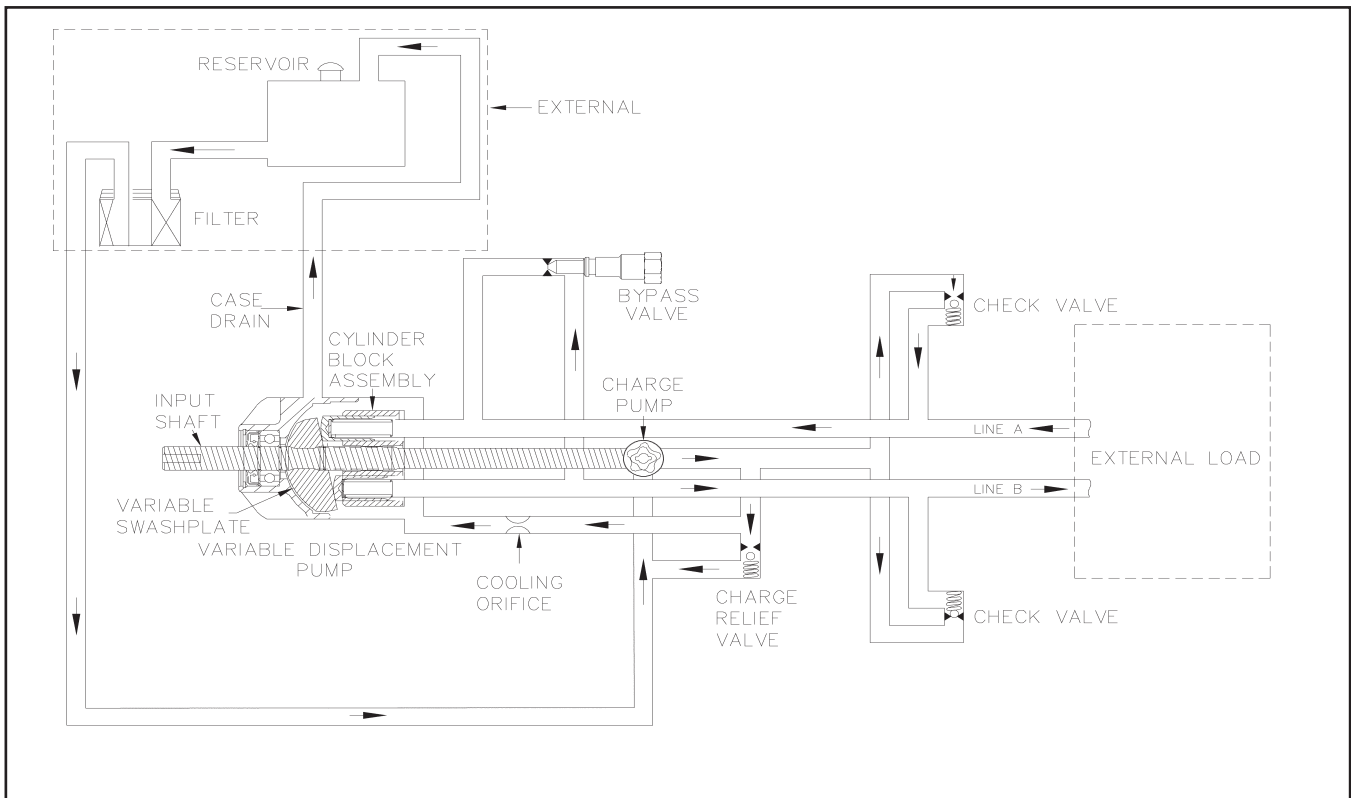 RESERVOIR
EXTERNAL
FILTER
CASE
DRAIN
BYPASS
VALVE
CHECK VALVE
CYLINDER
BLOCK
ASSEMBLY
CHARGE
PUMP
INPUT
SHAFT
LINE A
EXTERNAL LOAD
LINE B
VARIABLE
SWASHPLATE
VARIABLE DISPLACEMENT
PUMP
COOLING
ORIFICE
CHARGE
RELIEF
VALVE
CHECK VALVE